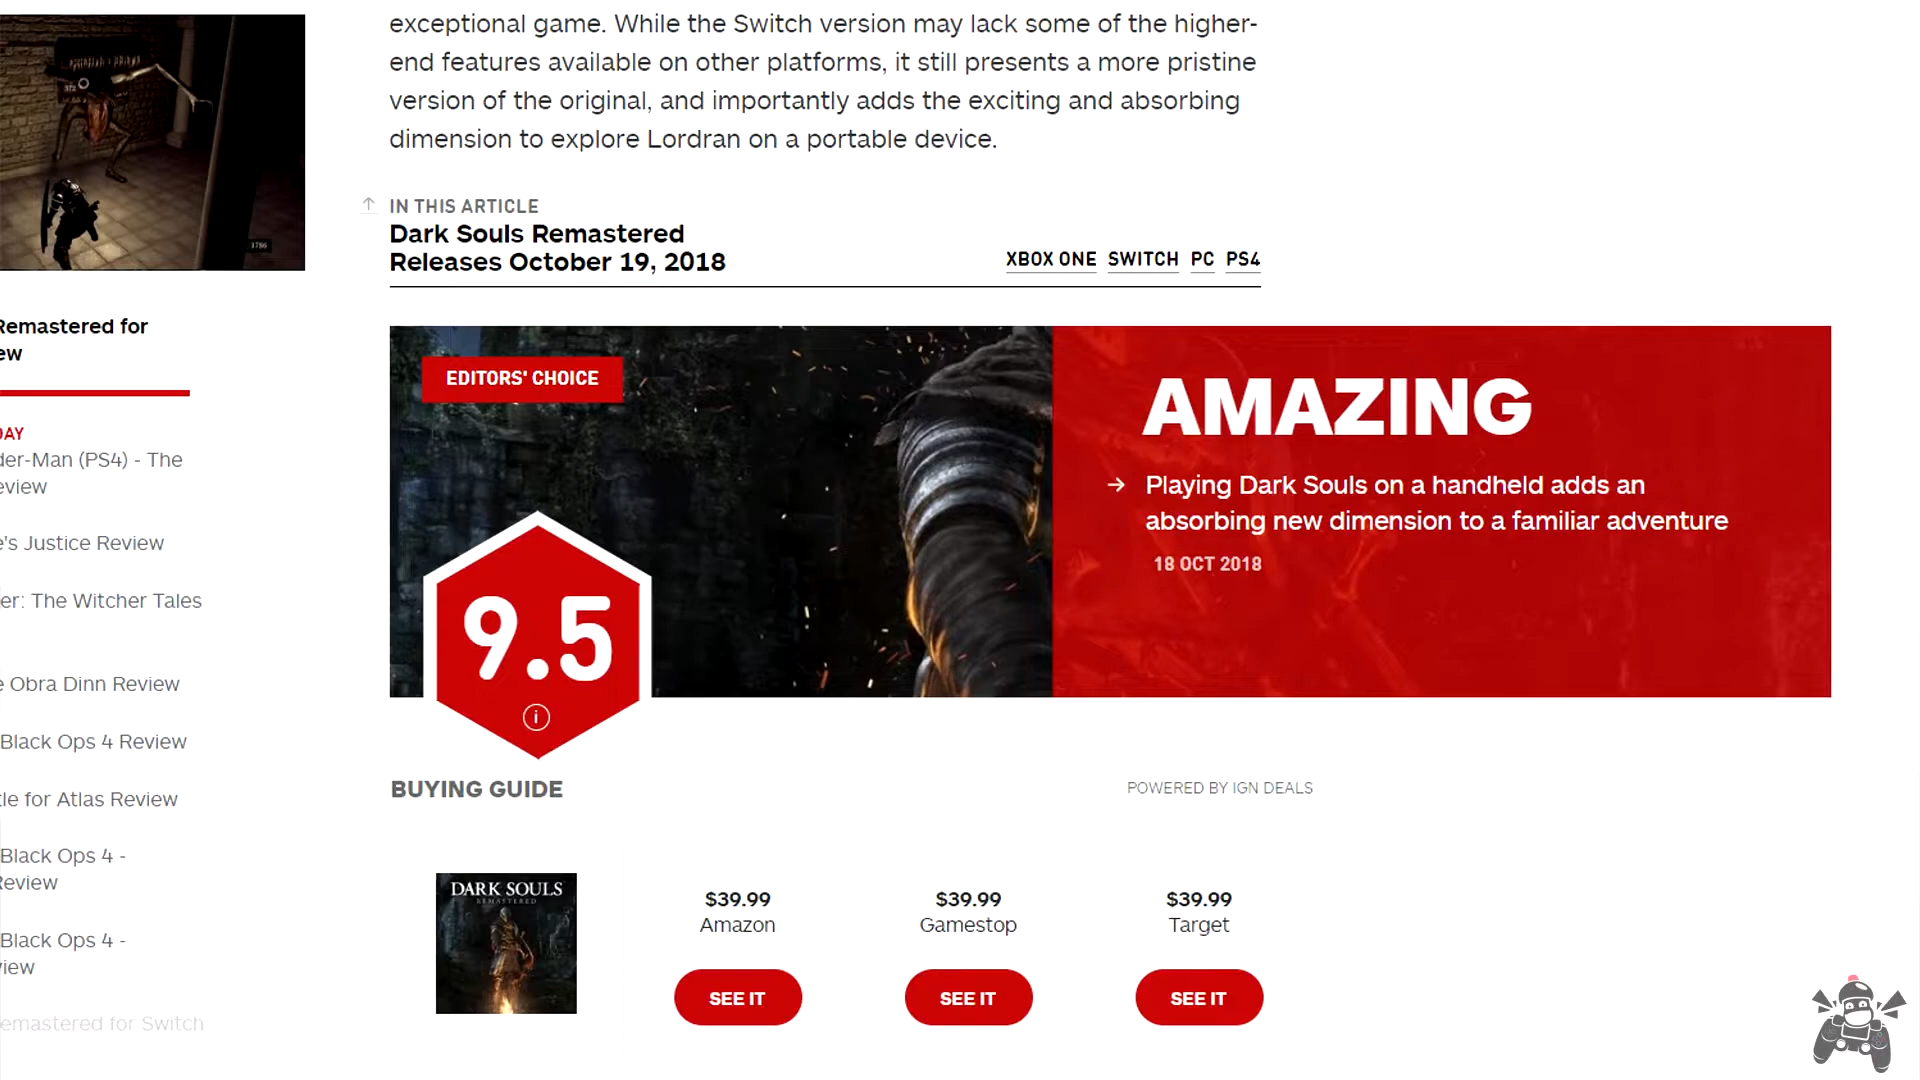 exceptional game. While the Switch version may lack some of the higher-
end features available on other platforms, it still presents a more pristine
version of the original, and importantly adds the exciting and absorbing
dimension to explore Lordran on a portable device.
IN THIS ARTICLE
Dark Souls Remastered
Releases October 19, 2018
XBOX ONE SWITCH PC PS4
Remastered for
ew
DAY
der-Man (PS4) - The
eview
e's Justice Review
er: The Witcher Tales
e Obra Dinn Review
Black Ops 4 Review
tle for Atlas Review
Black Ops 4 -
Review
Black Ops 4 -
view
emastered for Switch
EDITORS' CHOICE
9.5
AMAZING
Playing Dark Souls on a handheld adds an
absorbing new dimension to a familiar adventure
18 OCT 2018
BUYING GUIDE
POWERED BY IGN DEALS
DARK SOULS
REMASTERED
$39.99
Amazon
SEE IT
$39.99
Gamestop
SEE IT
$39.99
Target
SEE IT
1786